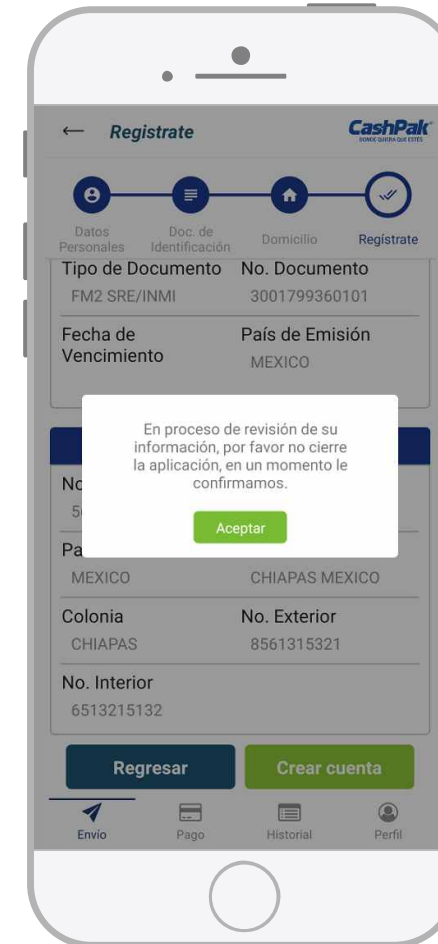 ← Registrate CashPak
DONDE QUIERA QUE ESTÉS
Datos Personales
Doc. de Identificación
Domicilio
Regístrate
Tipo de Documento No. Documento
FM2 SRE/INMI 3001799360101
Fecha de Vencimiento
País de Emisión
MEXICO
En proceso de revisión de su
información, por favor no cierre
la aplicación, en un momento le
confirmamos.
Aceptar
MEXICO CHIAPAS MEXICO
Colonia No. Exterior
CHIAPAS 8561315321
No. Interior
6513215132
Regresar Crear cuenta
Envío Pago Historial Perfil